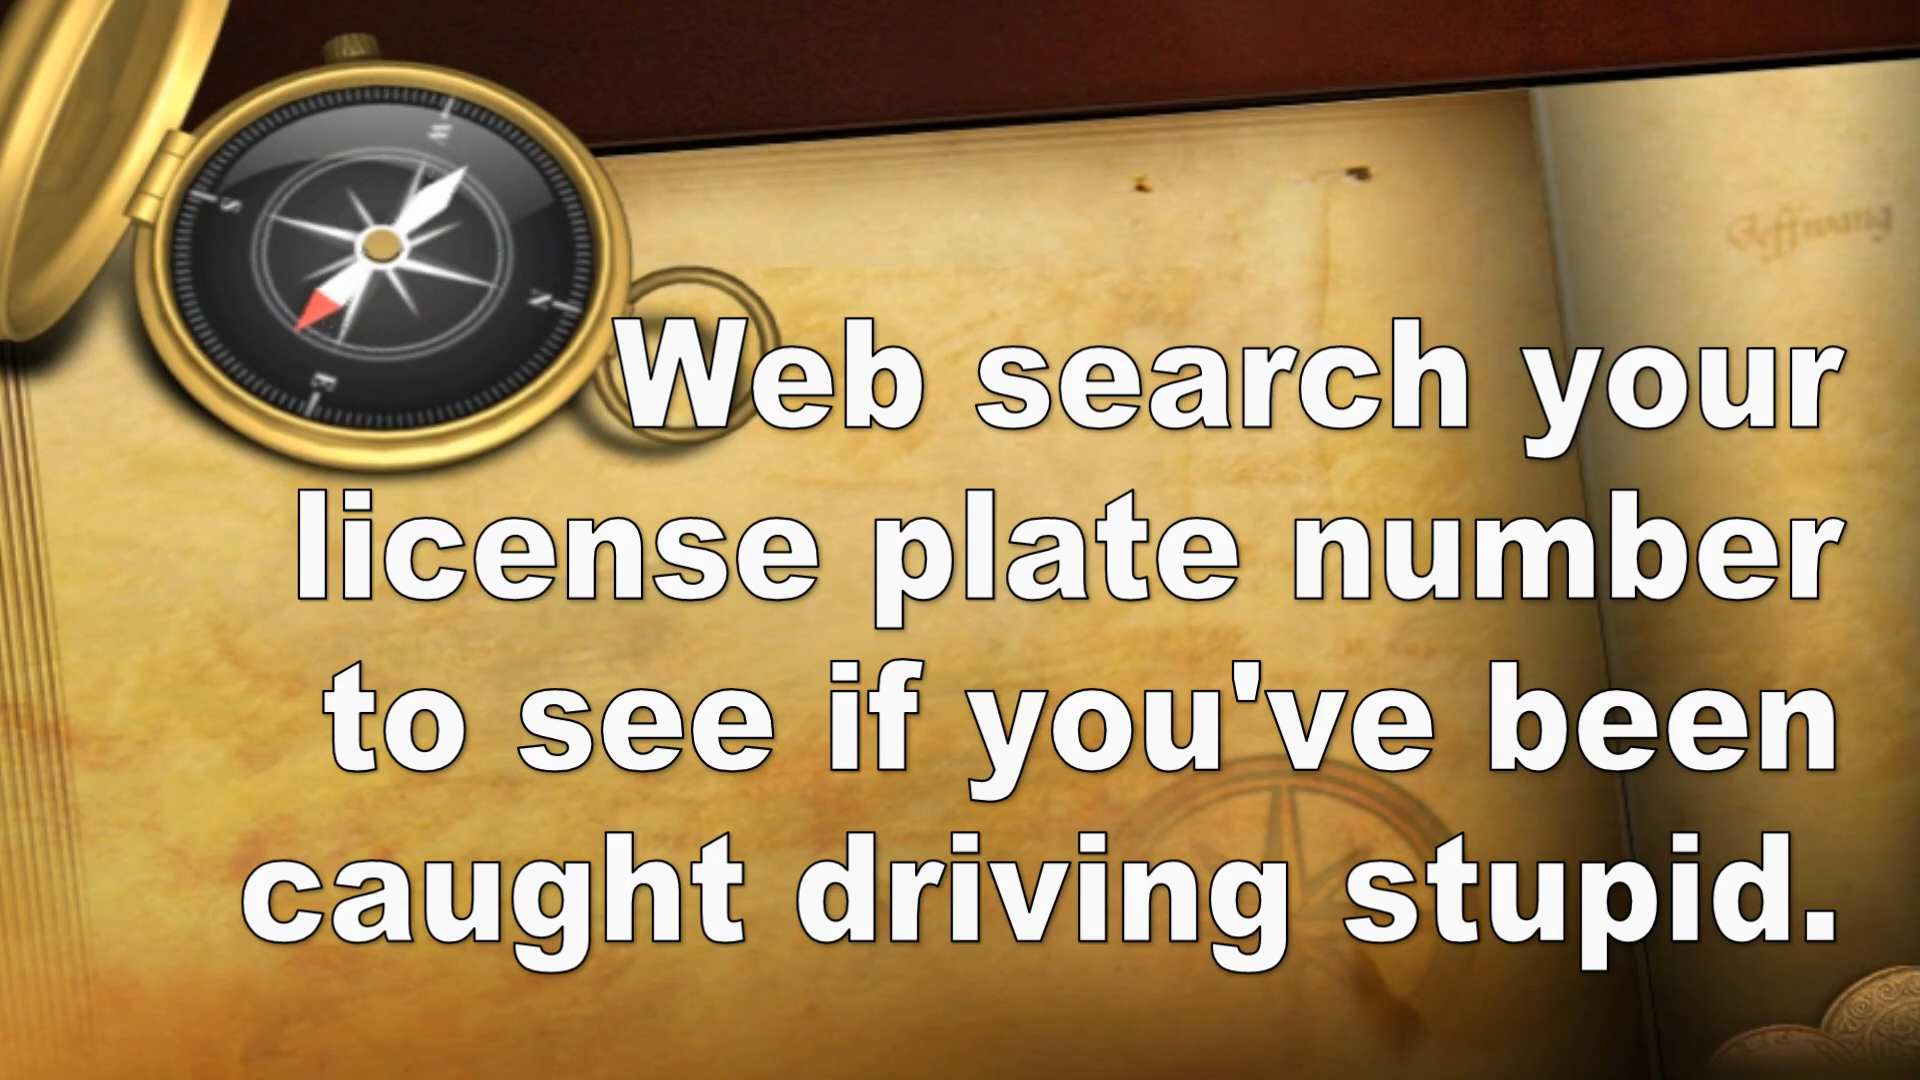 W
S
N
E
Web search your
license plate number
to see if you've been
caught driving stupid.